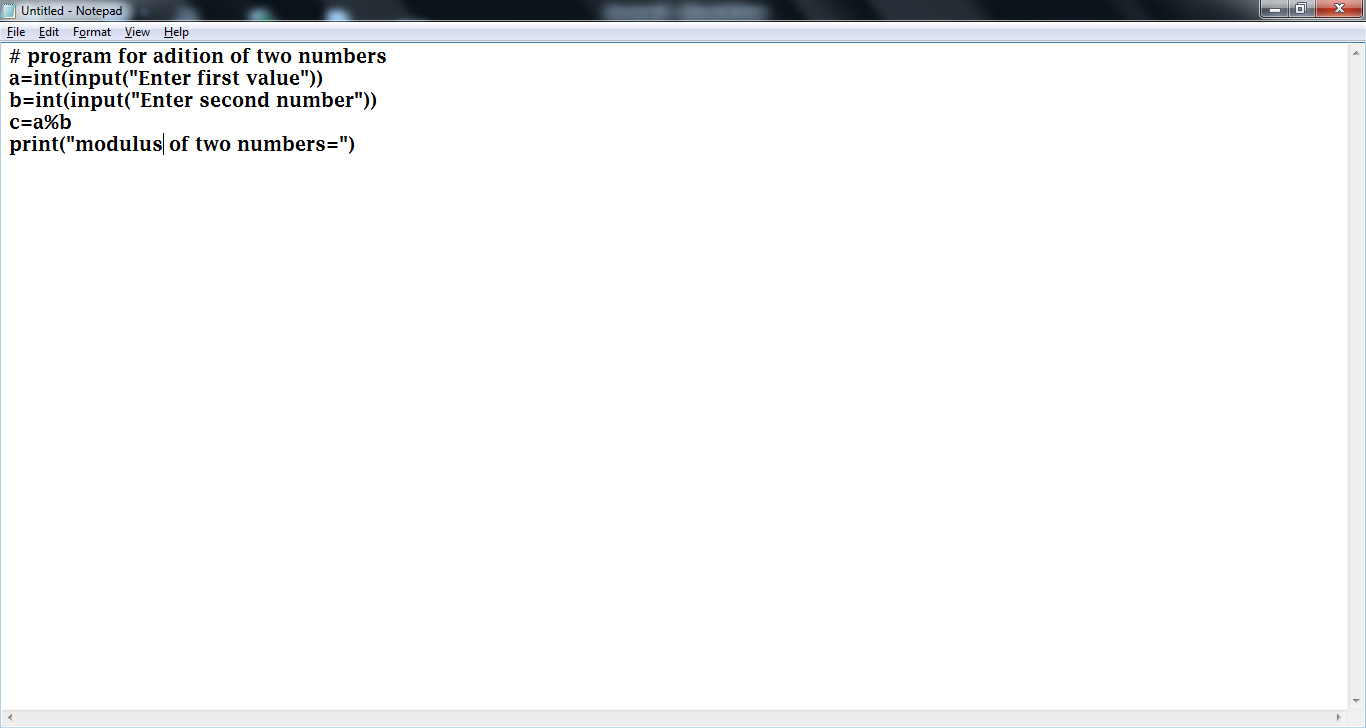 Untitled - Notepad
File Edit Format View Help
# program for adition of two numbers
a=int(input("Enter first value"))
b=int(input("Enter second number"))
c=a%b
print("modulus of two numbers=")